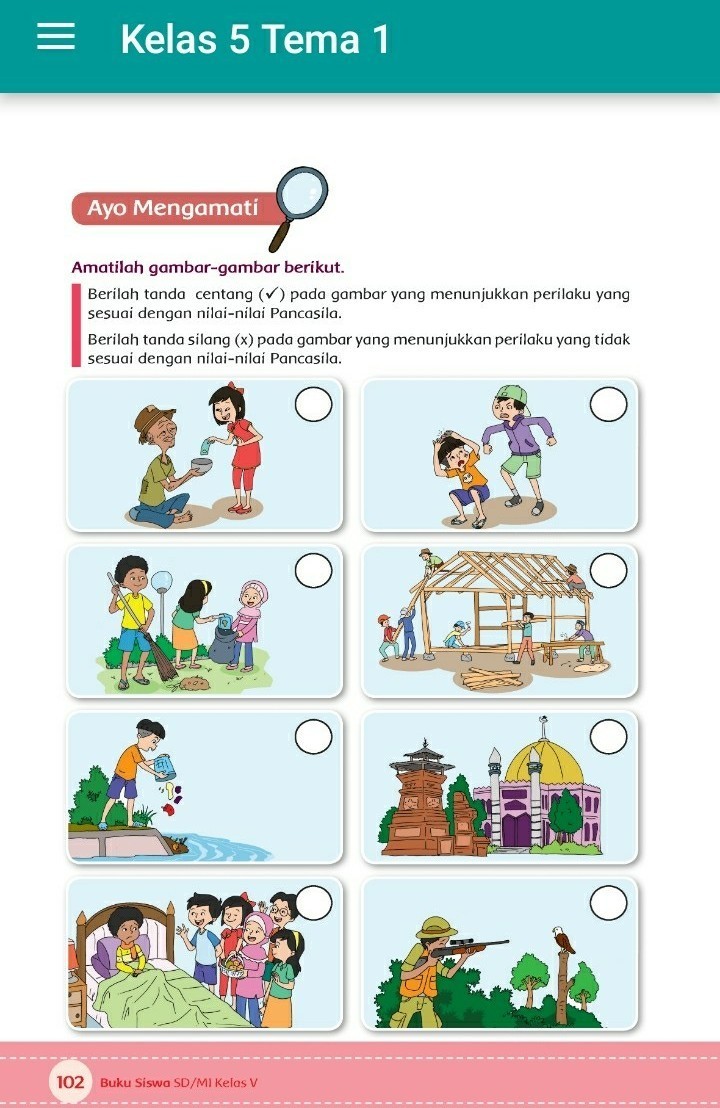 Kelas 5 Tema 1
Ayo Mengamati
Amatilah gambar-gambar berikut.
Berilah tanda centang (✓) pada gambar yang menunjukkan perilaku yang
sesuai dengan nilai-nilai Pancasila.
Berilah tanda silang (x) pada gambar yang menunjukkan perilaku yang tidak
sesuai dengan nilai-nilai Pancasila.
102 Buku Siswa SD/MI Kelas V